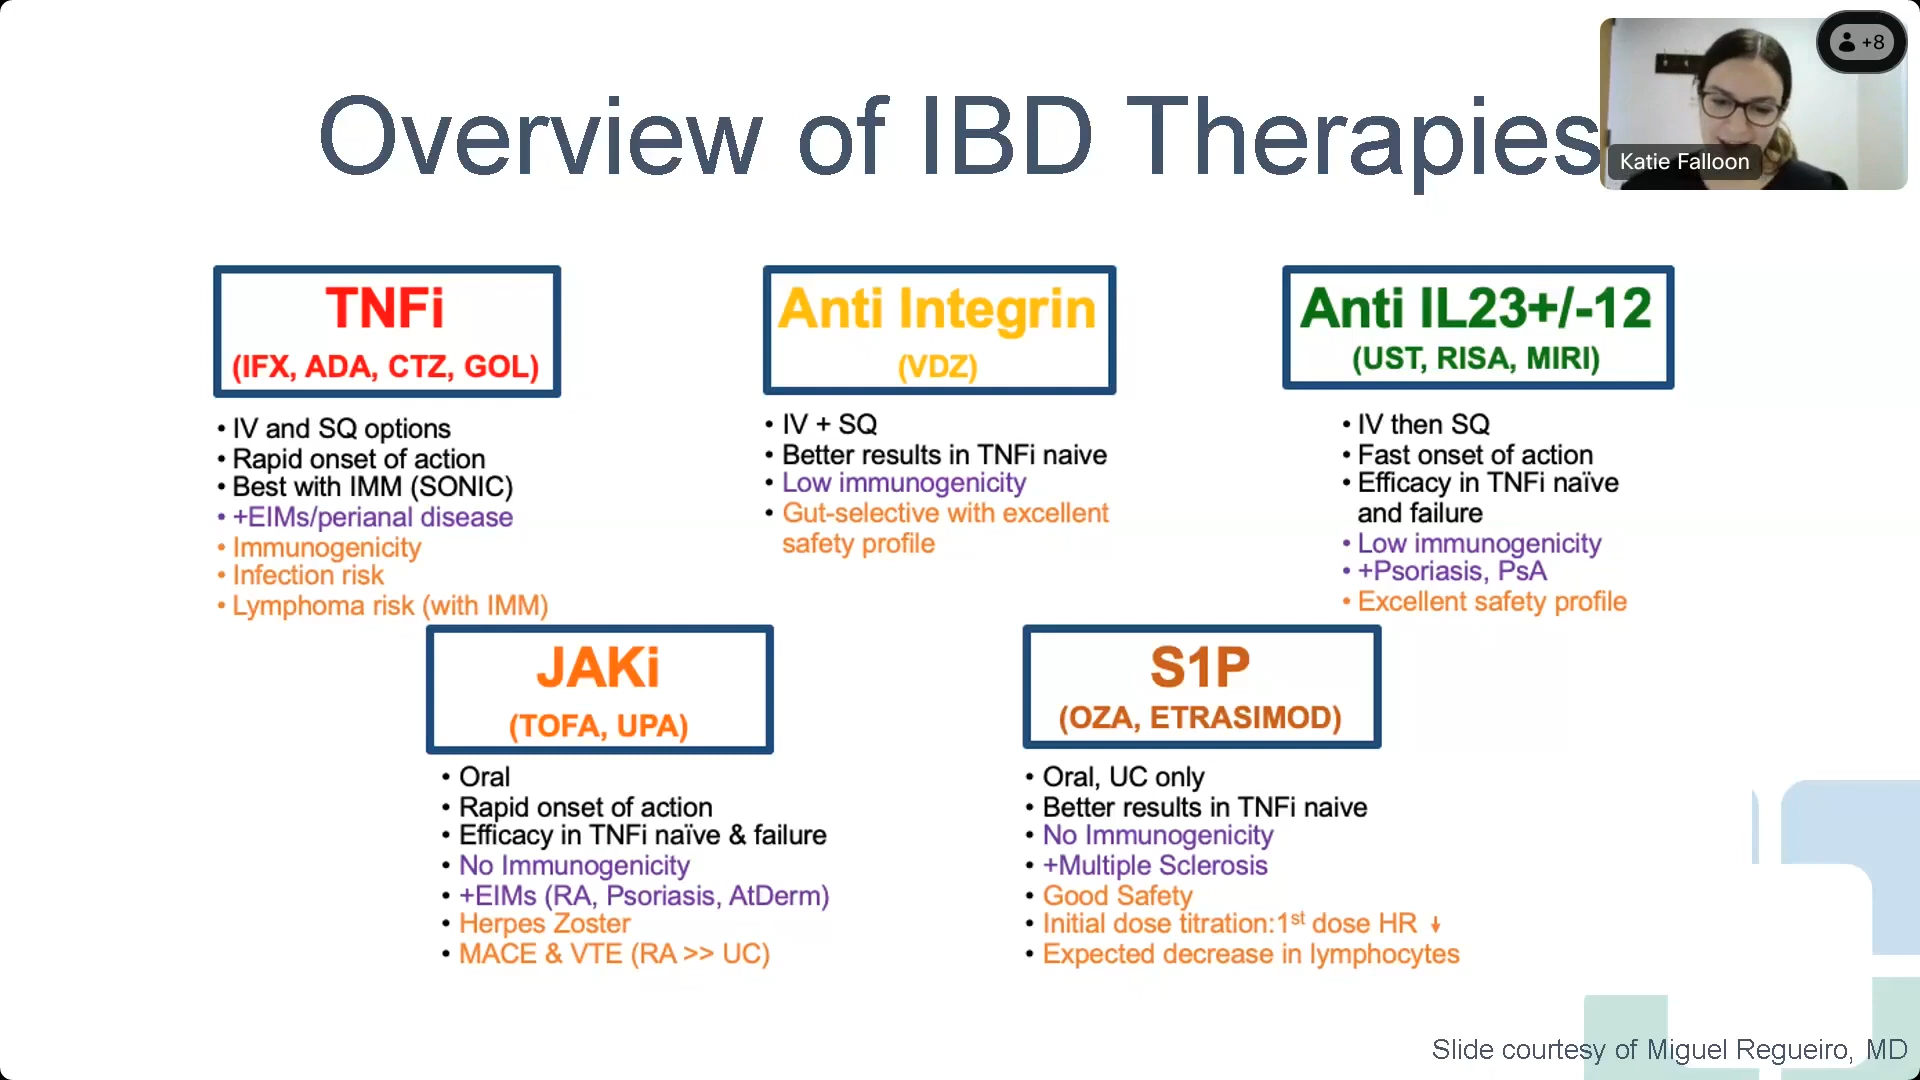 +8
Katie Falloon
Overview of IBD Therapies
TNFi
(IFX, ADA, CTZ, GOL)
• IV and SQ options
• Rapid onset of action
• Best with IMM (SONIC)
• +EIMs/perianal disease
• Immunogenicity
• Infection risk
• Lymphoma risk (with IMM)
Anti Integrin
(VDZ)
• IV + SQ
• Better results in TNFi naive
• Low immunogenicity
• Gut-selective with excellent
safety profile
Anti IL23+/-12
(UST, RISA, MIRI)
• IV then SQ
• Fast onset of action
• Efficacy in TNFi naïve
and failure
• Low immunogenicity
• +Psoriasis, PsA
• Excellent safety profile
JAKi
(TOFA, UPA)
• Oral
• Rapid onset of action
• Efficacy in TNFi naïve & failure
• No Immunogenicity
• +EIMs (RA, Psoriasis, AtDerm)
• Herpes Zoster
• MACE & VTE (RA >> UC)
S1P
(OZA, ETRASIMOD)
• Oral, UC only
• Better results in TNFi naive
• No Immunogenicity
• +Multiple Sclerosis
• Good Safety
• Initial dose titration:1st dose HR ↓
• Expected decrease in lymphocytes
Slide courtesy of Miguel Regueiro, MD